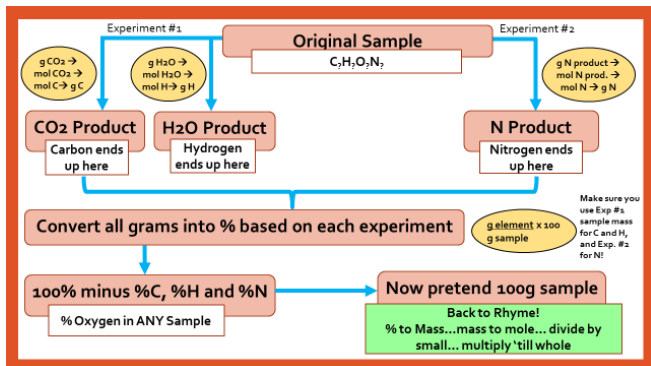 Experiment #1
Experiment #2
Original Sample
C?H?O?N?
g CO2 →
mol CO2 →
mol C→ g C
g H2O →
mol H2O→
mol H→ g H
g N product →
mol N prod. →
mol N → g N
CO2 Product
Carbon ends
up here
H2O Product
Hydrogen
ends up here
N Product
Nitrogen ends
up here
Convert all grams into % based on each experiment
g element x 100
g sample
Make sure you
use Exp #1
sample mass
for C and H,
and Exp. #2
for N!
100% minus %C, %H and %N
% Oxygen in ANY Sample
Now pretend 100g sample
Back to Rhyme!
% to Mass...mass to mole... divide by
small... multiply ‘till whole